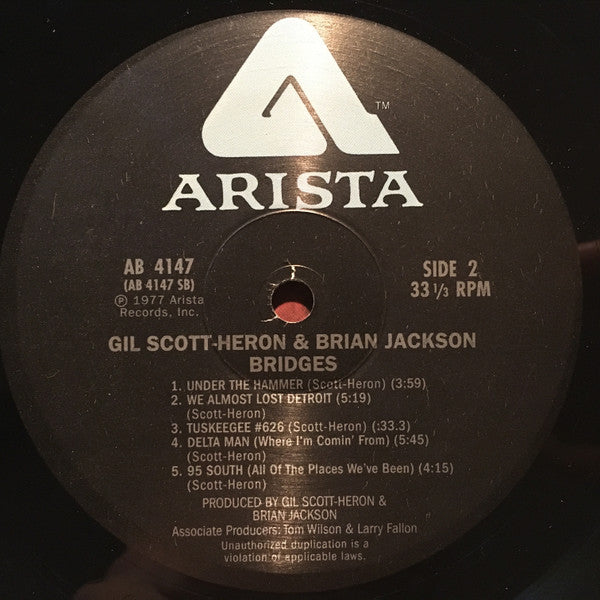 TM
ARISTA
AB 4147
(AB 4147 SB)
℗ 1977 Arista
Records, Inc.
SIDE 2
33 1/3 RPM
GIL SCOTT-HERON & BRIAN JACKSON
BRIDGES
1. UNDER THE HAMMER (Scott-Heron) (3:59)
2. WE ALMOST LOST DETROIT (5:19)
(Scott-Heron)
3. TUSKEEGEE #626 (Scott-Heron) (:33.3)
4. DELTA MAN (Where I'm Comin' From) (5:45)
(Scott-Heron)
5. 95 SOUTH (All Of The Places We've Been) (4:15)
(Scott-Heron)
PRODUCED BY GIL SCOTT-HERON &
BRIAN JACKSON
Associate Producers: Tom Wilson & Larry Fallon
Unauthorized duplication is a
violation of applicable laws.